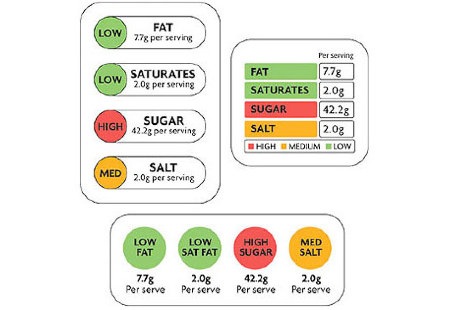 LOW
FAT
7.7g per serving
LOW
SATURATES
2.0g per serving
HIGH
SUGAR
42.2g per serving
MED
SALT
2.0g per serving
Per serving
FAT 7.7g
SATURATES 2.0g
SUGAR 42.2g
SALT 2.0g
HIGH MEDIUM LOW
LOW FAT
7.7g
Per serve
LOW SAT FAT
2.0g
Per serve
HIGH SUGAR
42.2g
Per serve
MED SALT
2.0g
Per serve